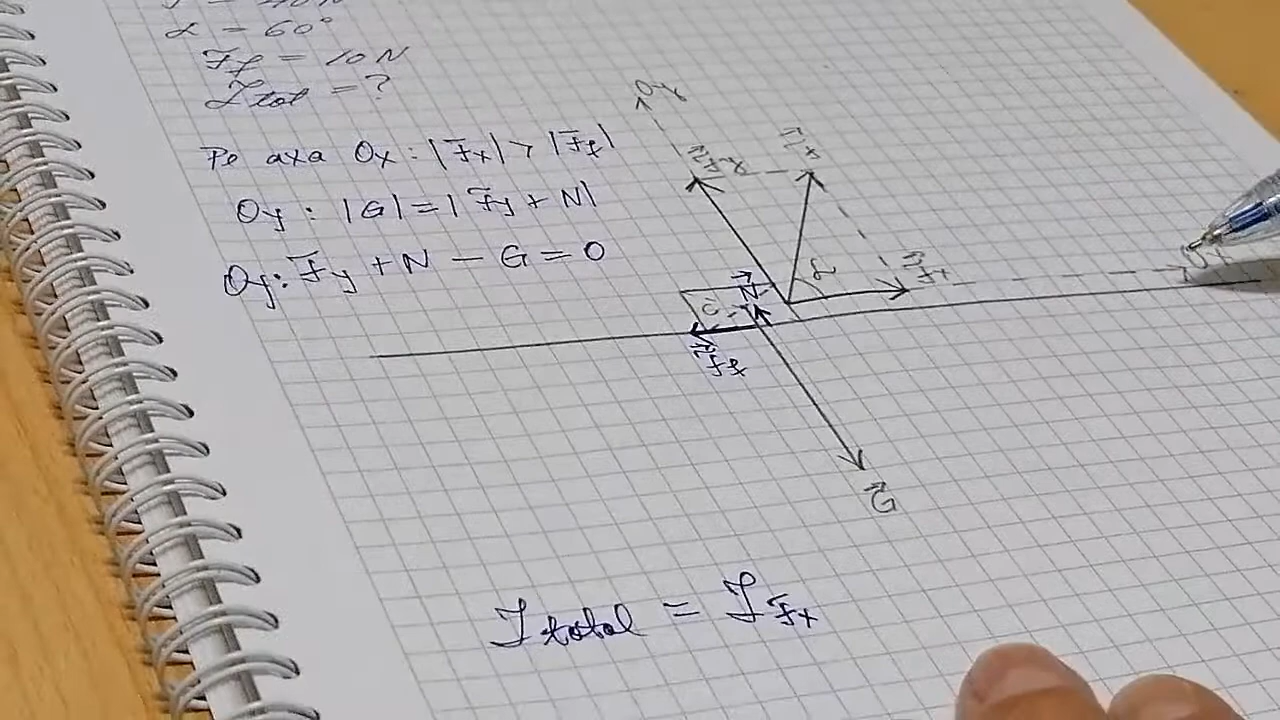 α = 60°
Ff = 10 N
Ltot = ?
Pe axa Ox: |Fx| > |Ff|
Oy: |G| = |Fy + N|
Oy: Fy + N - G = 0
Oy
Fy
F
Fx
α
N
Ff
G
Ltotal = LFx